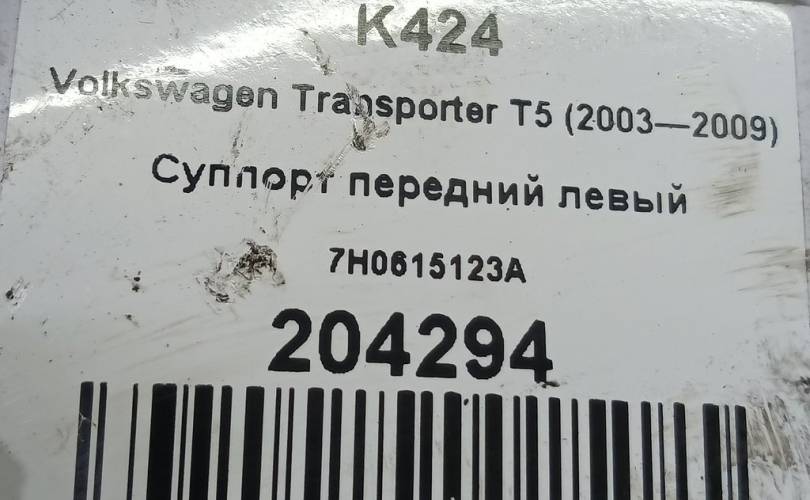 K424
Volkswagen Transporter T5 (2003—2009)
Суппорт передний левый
7H0615123A
204294